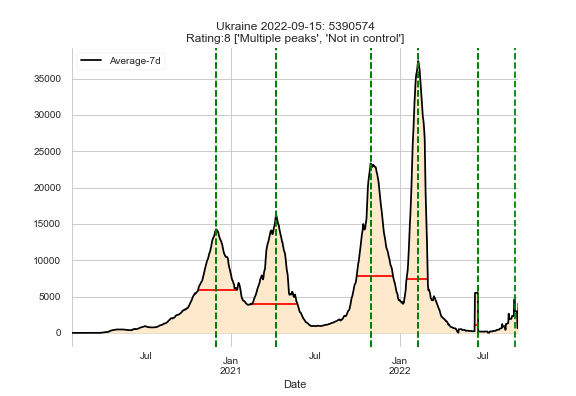 Ukraine 2022-09-15: 5390574
Rating:8 ['Multiple peaks', 'Not in control']
Average-7d
35000
30000
25000
20000
15000
10000
5000
0
Jul
Jan
2021
Jul
Jan
2022
Jul
Date